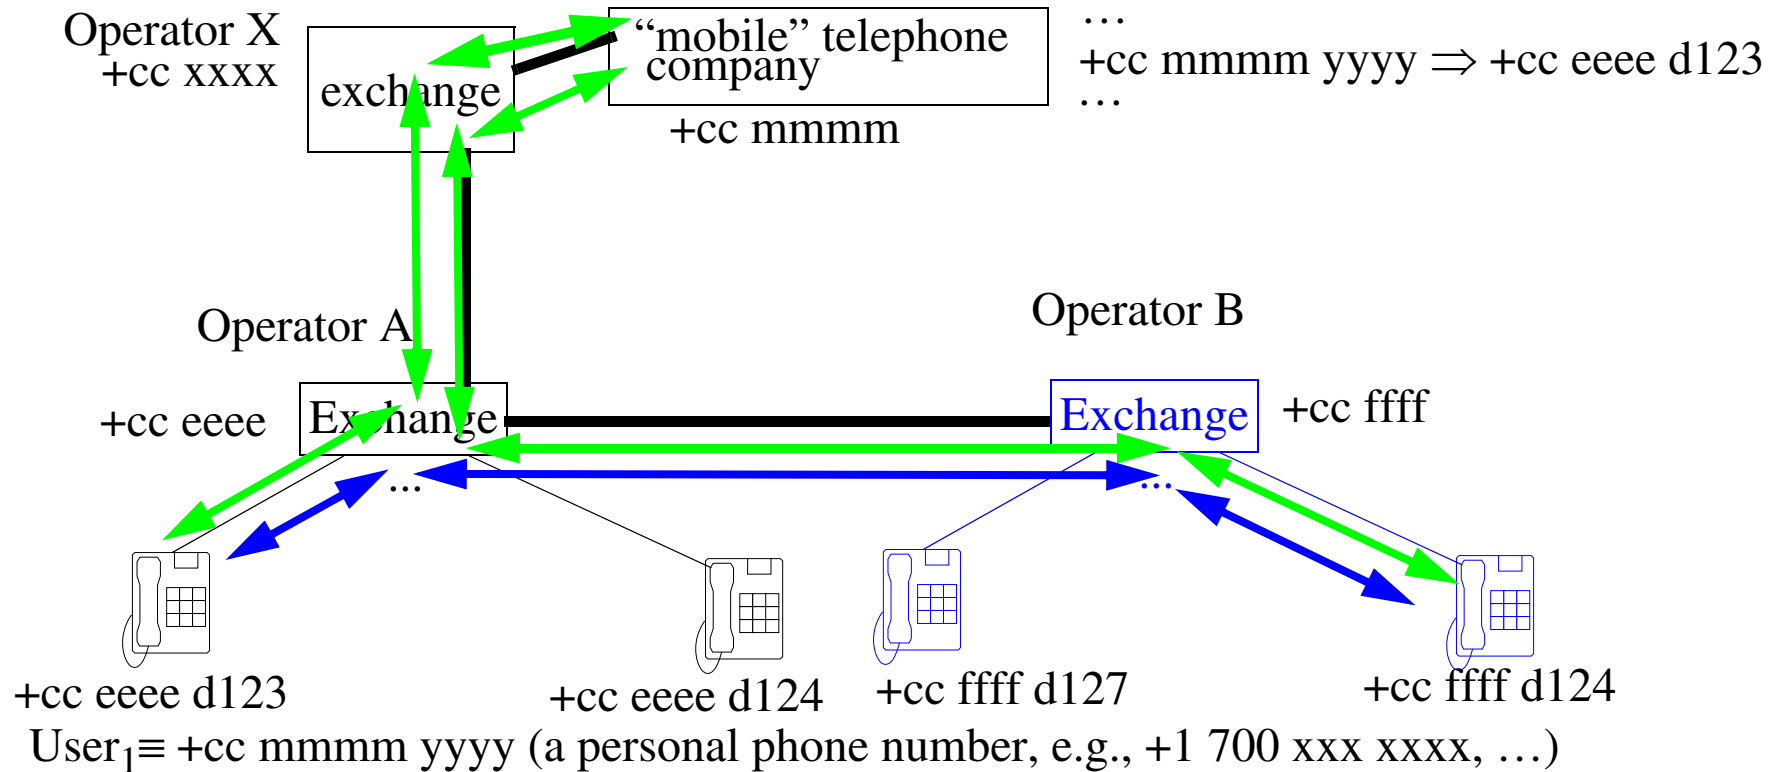 Operator X
+cc xxxx
exchange
“mobile” telephone
company
+cc mmmm
…
+cc mmmm yyyy ⇒ +cc eeee d123
…
Operator A
Operator B
+cc eeee
Exchange
Exchange
+cc ffff
...
...
+cc eeee d123
+cc eeee d124
+cc ffff d127
+cc ffff d124
User1≡ +cc mmmm yyyy (a personal phone number, e.g., +1 700 xxx xxxx, …)